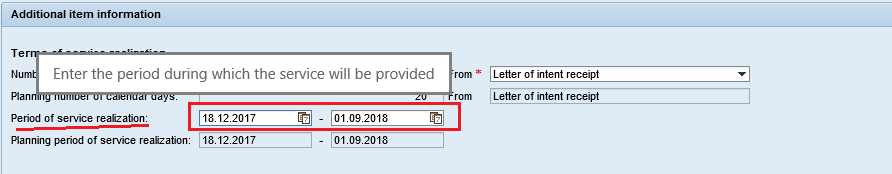 Additional item information
Terms of service realization
Enter the period during which the service will be provided
Num From * Letter of intent receipt
Planning number of calendar days: 20 From Letter of intent receipt
Period of service realization: 18.12.2017 - 01.09.2018
Planning period of service realization: 18.12.2017 - 01.09.2018